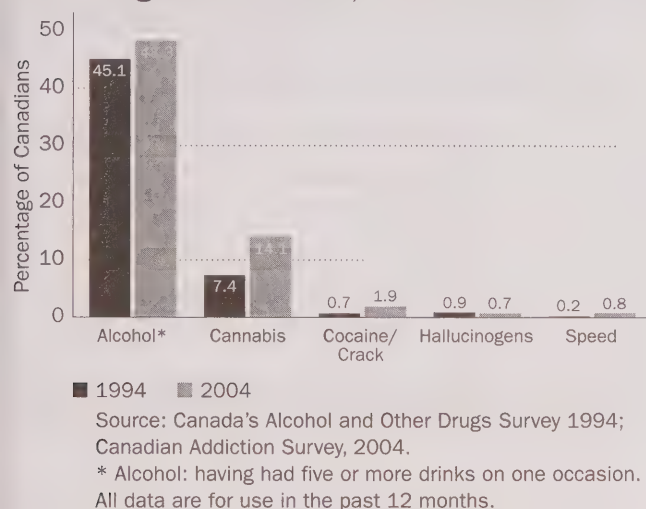 50
40
30
20
10
0
Percentage of Canadians
45.1
7.4
14.1
0.7
1.9
0.9
0.7
0.2
0.8
Alcohol*
Cannabis
Cocaine/
Crack
Hallucinogens
Speed
1994
2004
Source: Canada's Alcohol and Other Drugs Survey 1994;
Canadian Addiction Survey, 2004.
* Alcohol: having had five or more drinks on one occasion.
All data are for use in the past 12 months.